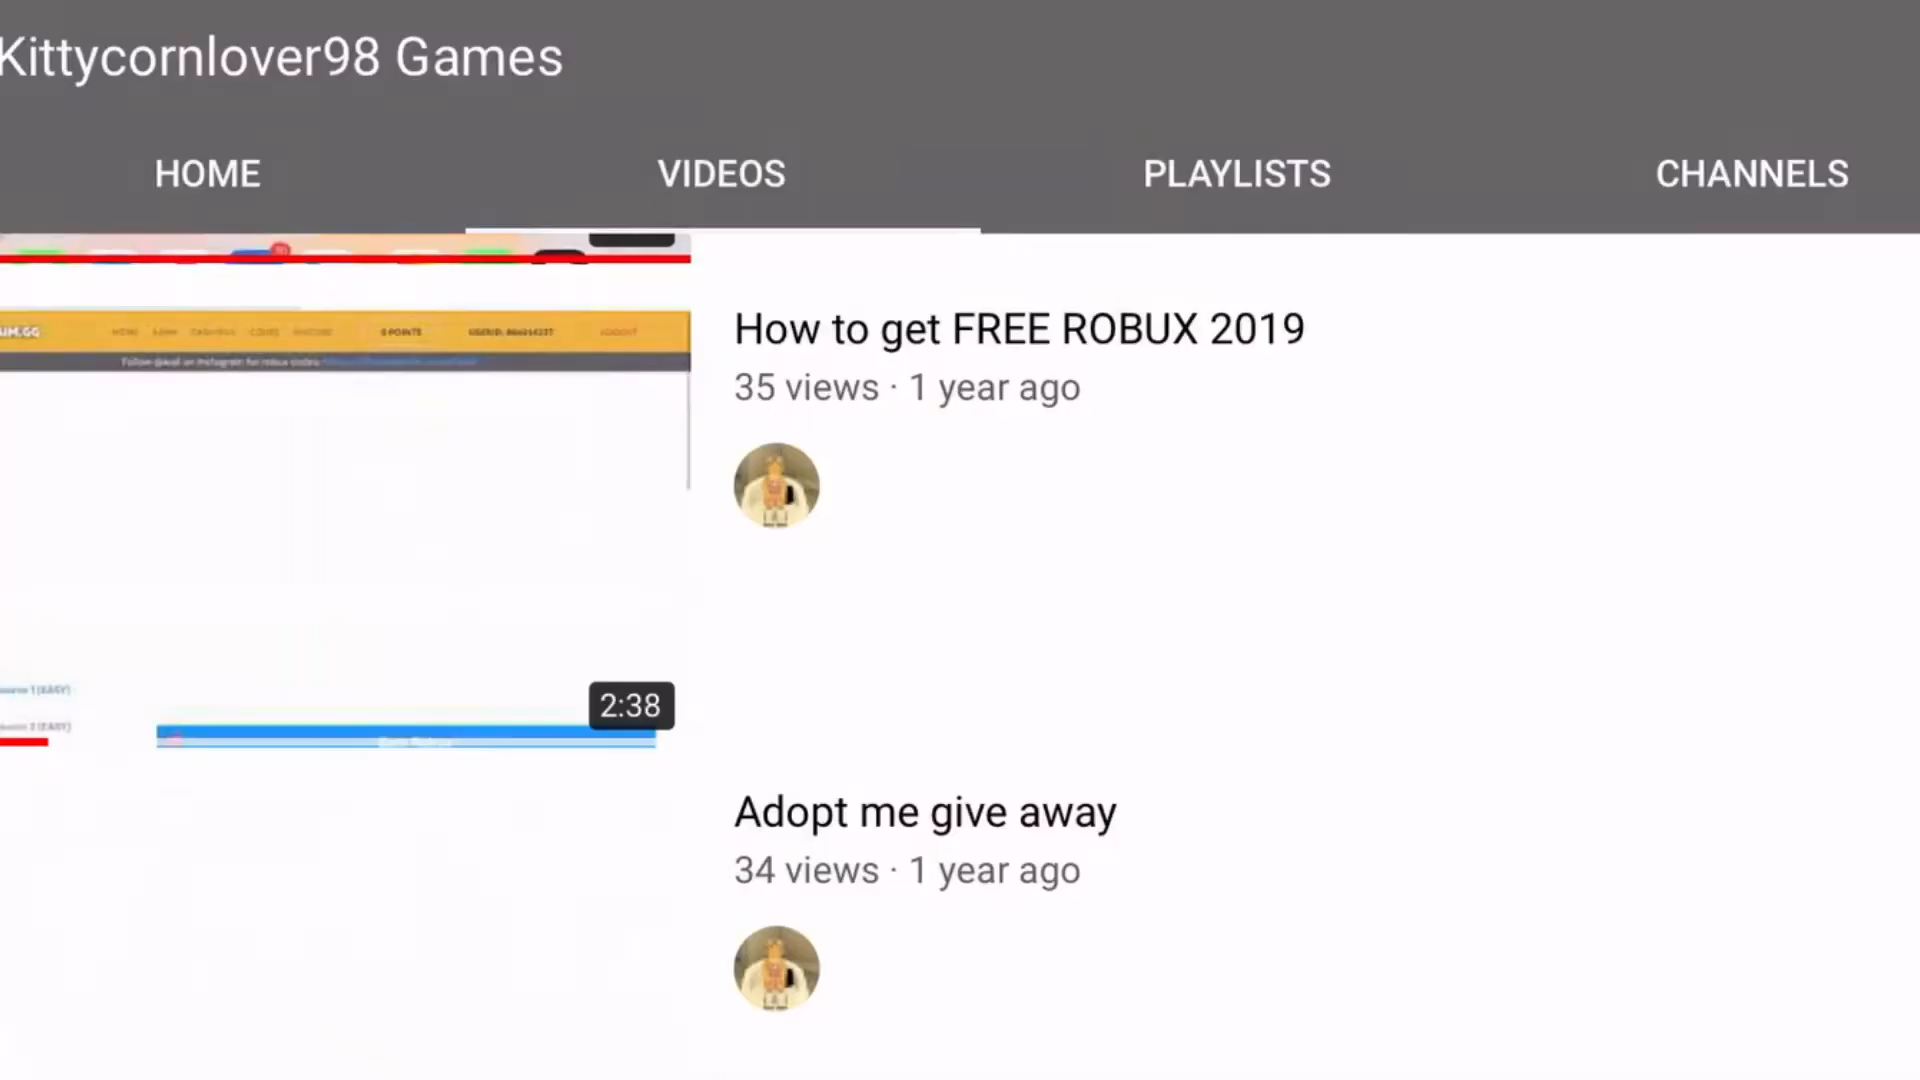 Kittycornlover98 Games
HOME VIDEOS PLAYLISTS CHANNELS
How to get FREE ROBUX 2019
35 views · 1 year ago
2:38
Adopt me give away
34 views · 1 year ago